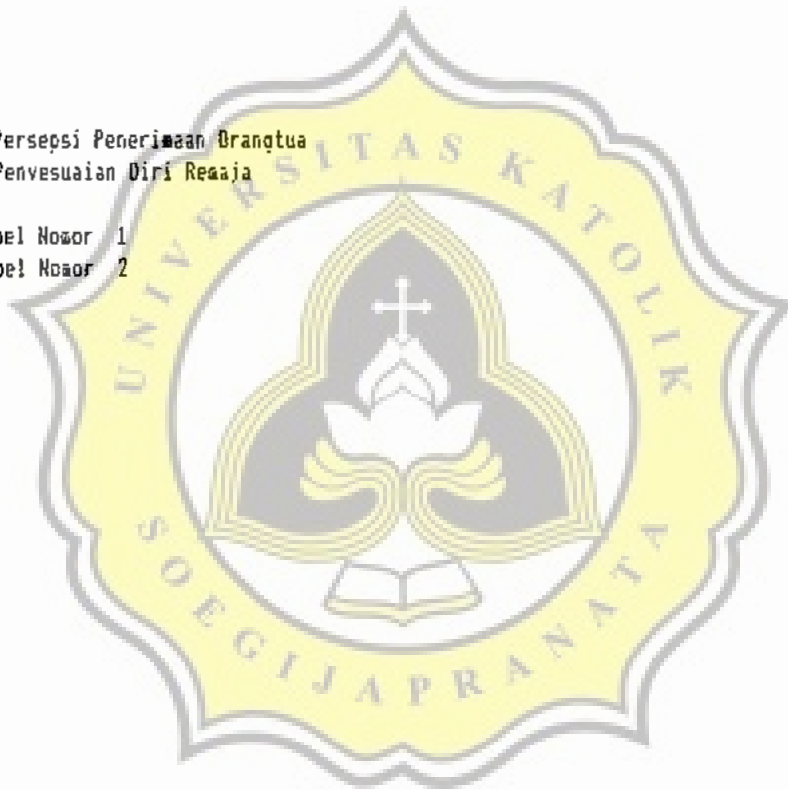 Persepsi Penerimaan Orangtua
Penyesuaian Diri Remaja
bel Nomor 1
bel Nomor 2
UNIVERSITAS KATOLIK
SOEGIJAPRANATA